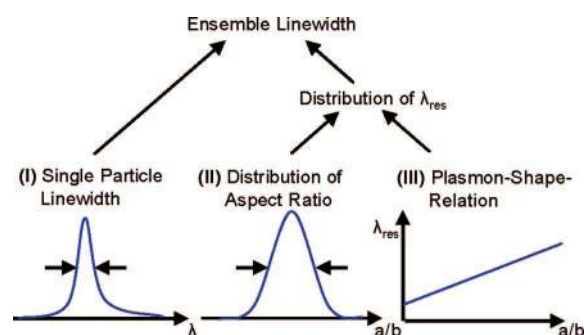 Ensemble Linewidth
Distribution of λres
(I) Single Particle
Linewidth
(II) Distribution of
Aspect Ratio
(III) Plasmon-Shape-
Relation
λres
λ
a/b
a/b